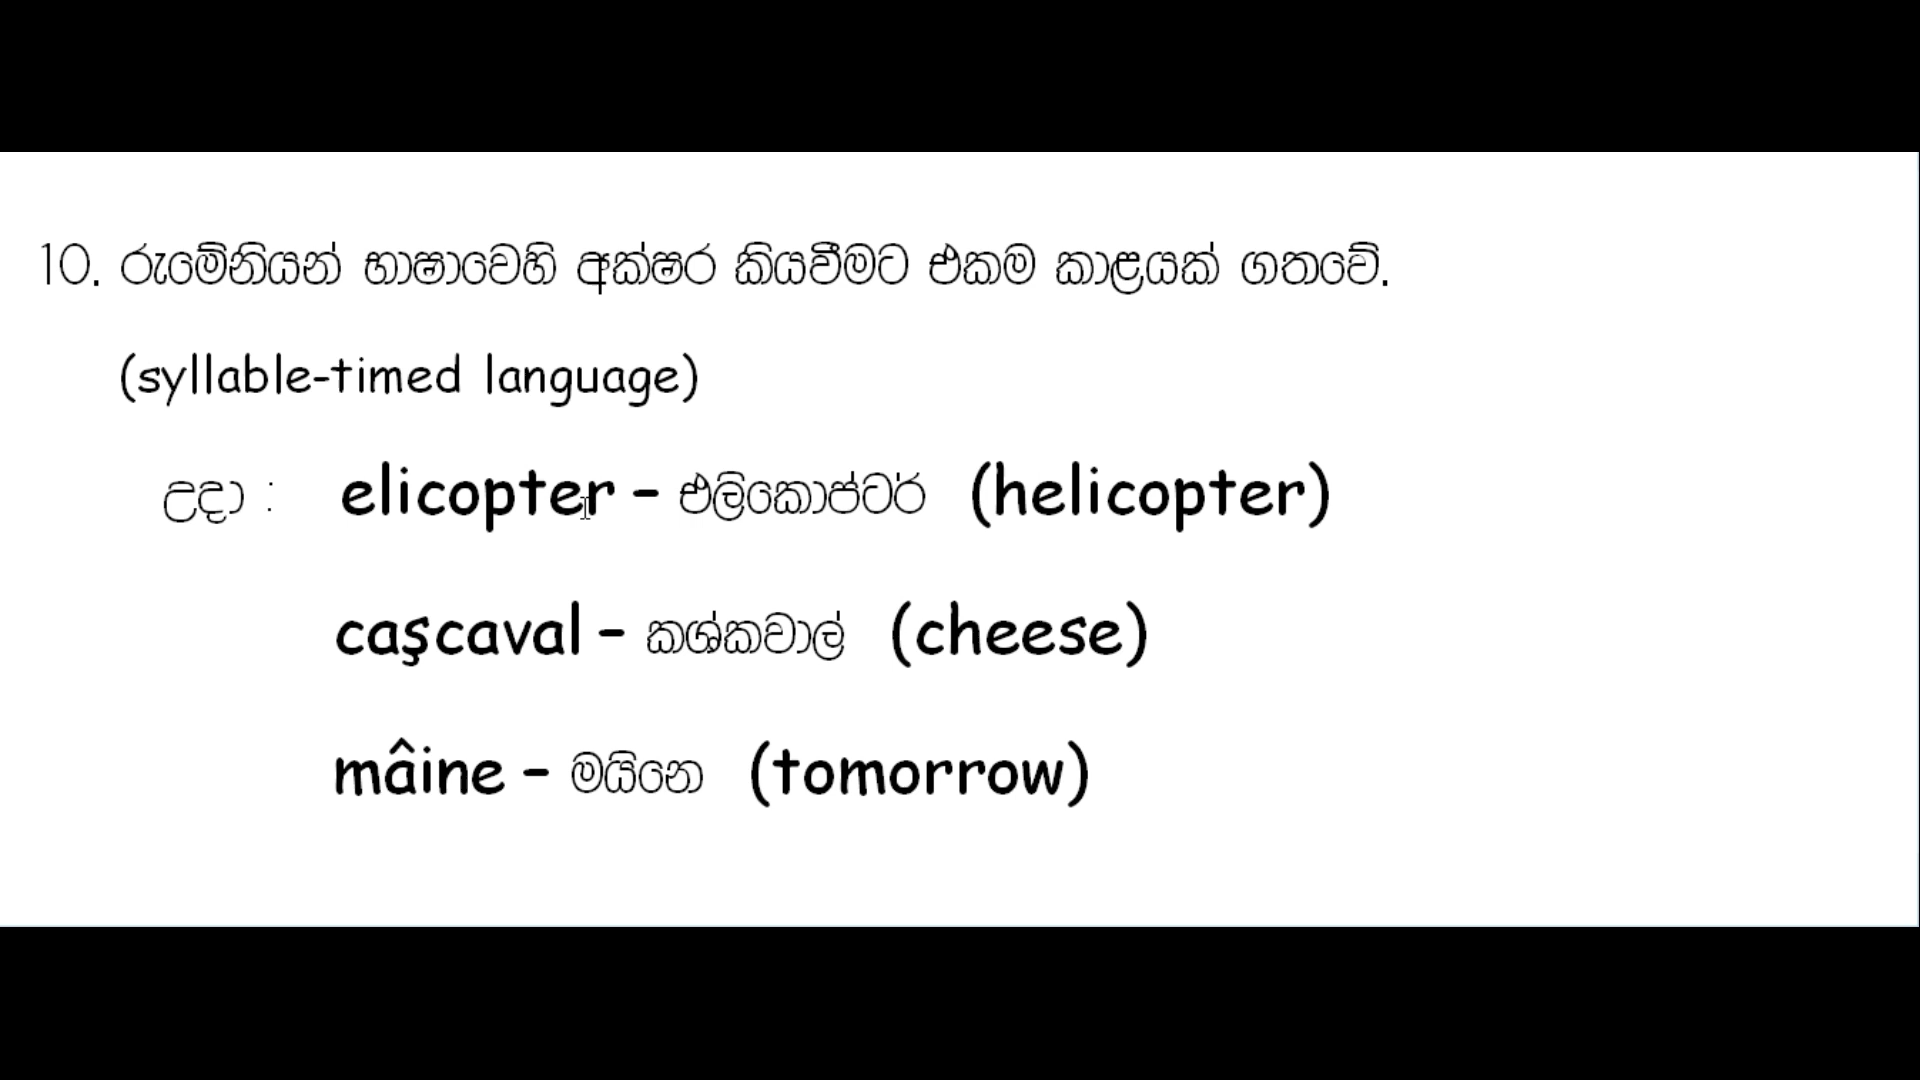 10. රුමේනියන් භාෂාවෙහි අක්ෂර කියවීමට එකම කාළයක් ගතවේ.
(syllable-timed language)
උදා : elicopter – එලිකොප්ටර් (helicopter)
caşcaval – කශ්කවාල් (cheese)
mâine – මයිනෙ (tomorrow)